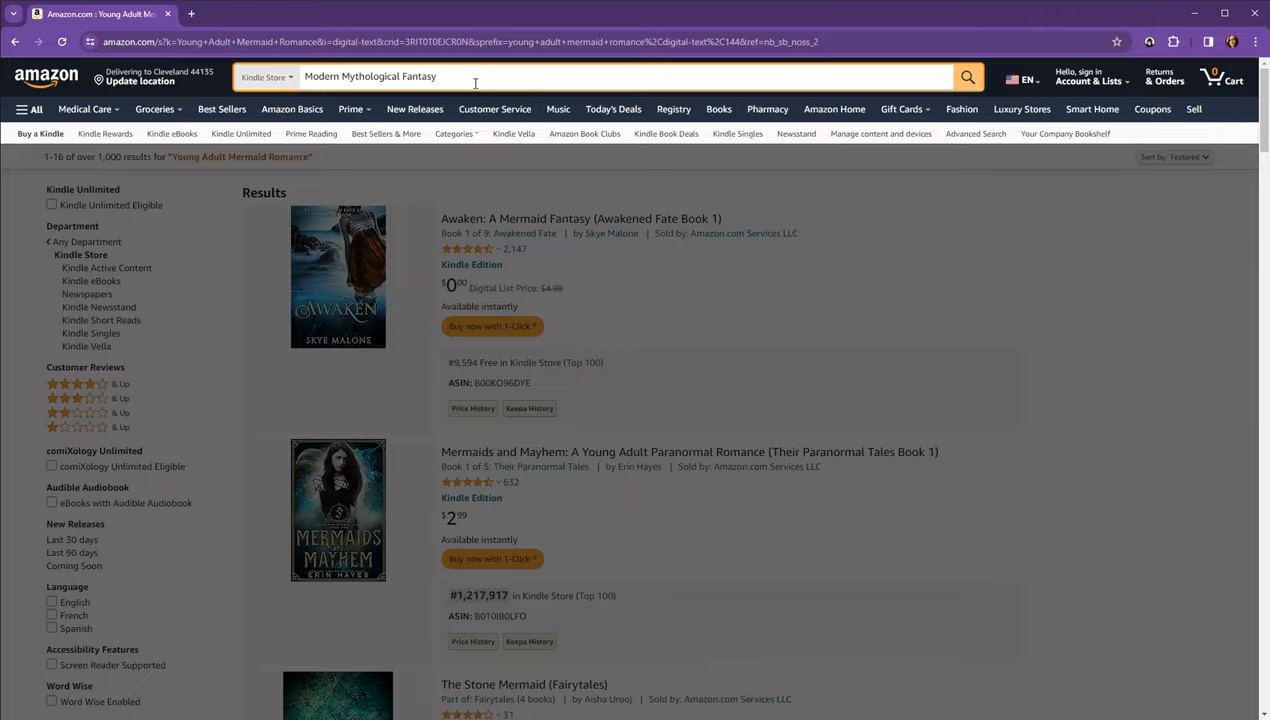 Amazon.com : Young Adult Me
amazon.com/s?k=Young+Adult+Mermaid+Romance&i=digital-text&crid=3RIT0T0EJCR0N&sprefix=young+adult+mermaid+romance%2Cdigital-text%2C144&ref=nb_sb_noss_2
amazon
Delivering to Cleveland 44135
Update location
Kindle Store
Modern Mythological Fantasy
EN
Hello, sign in
Account & Lists
Returns
& Orders
0
Cart
All Medical Care Groceries Best Sellers Amazon Basics Prime New Releases Customer Service Music Today's Deals Registry Books Pharmacy Amazon Home Gift Cards Fashion Luxury Stores Smart Home Coupons Sell
Buy a Kindle Kindle Rewards Kindle eBooks Kindle Unlimited Prime Reading Best Sellers & More Categories Kindle Vella Amazon Book Clubs Kindle Book Deals Kindle Singles Newsstand Manage content and devices Advanced Search Your Company Bookshelf
1-16 of over 1,000 results for "Young Adult Mermaid Romance"
Sort by: Featured
Kindle Unlimited
Kindle Unlimited Eligible
Department
Any Department
Kindle Store
Kindle Active Content
Kindle eBooks
Newspapers
Kindle Newsstand
Kindle Short Reads
Kindle Singles
Kindle Vella
Customer Reviews
& Up
& Up
& Up
& Up
comiXology Unlimited
comiXology Unlimited Eligible
Audible Audiobook
eBooks with Audible Audiobook
New Releases
Last 30 days
Last 90 days
Coming Soon
Language
English
French
Spanish
Accessibility Features
Screen Reader Supported
Word Wise
Word Wise Enabled
Results
AWAKEN
SKYE MALONE
Awaken: A Mermaid Fantasy (Awakened Fate Book 1)
Book 1 of 9: Awakened Fate | by Skye Malone | Sold by: Amazon.com Services LLC
2,147
Kindle Edition
$0.00 Digital List Price: $4.99
Available instantly
Buy now with 1-Click ®
#9,594 Free in Kindle Store (Top 100)
ASIN: B00KO96DYE
Price History Keepa History
MERMAIDS
AND
MAYHEM
ERIN HAYES
Mermaids and Mayhem: A Young Adult Paranormal Romance (Their Paranormal Tales Book 1)
Book 1 of 5: Their Paranormal Tales | by Erin Hayes | Sold by: Amazon.com Services LLC
632
Kindle Edition
$2.99
Available instantly
Buy now with 1-Click ®
#1,217,917 in Kindle Store (Top 100)
ASIN: B010IB0LFO
Price History Keepa History
The Stone Mermaid (Fairytales)
Part of: Fairytales (4 books) | by Aisha Urooj | Sold by: Amazon.com Services LLC
31